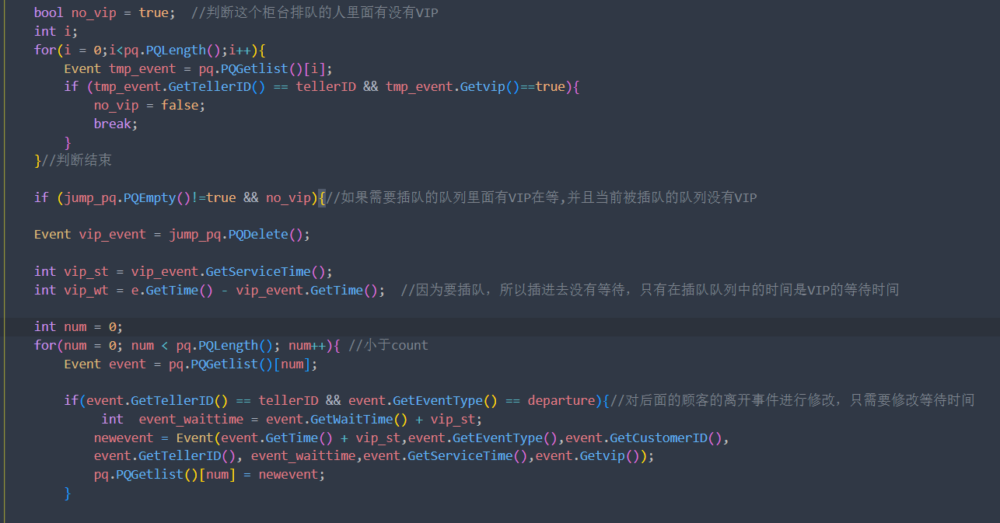 bool no_vip = true;  //判断这个柜台排队的人里面有没有VIP
int i;
for(i = 0;i<pq.PQLength();i++){
    Event tmp_event = pq.PQGetlist()[i];
    if (tmp_event.GetTellerID() == tellerID && tmp_event.Getvip()==true){
        no_vip = false;
        break;
    }
}//判断结束
if (jump_pq.PQEmpty()!=true && no_vip){//如果需要插队的队列里面有VIP在等,并且当前被插队的队列没有VIP
Event vip_event = jump_pq.PQDelete();
int vip_st = vip_event.GetServiceTime();
int vip_wt = e.GetTime() - vip_event.GetTime();  //因为要插队，所以插进去没有等待，只有在插队队列中的时间是VIP的等待时间
int num = 0;
for(num = 0; num < pq.PQLength(); num++){ //小于count
    Event event = pq.PQGetlist()[num];
    if(event.GetTellerID() == tellerID && event.GetEventType() == departure){//对后面的顾客的离开事件进行修改，只需要修改等待时间
         int  event_waittime = event.GetWaitTime() + vip_st;
        newevent = Event(event.GetTime() + vip_st,event.GetEventType(),event.GetCustomerID(),
        event.GetTellerID(), event_waittime,event.GetServiceTime(),event.Getvip());
        pq.PQGetlist()[num] = newevent;
    }